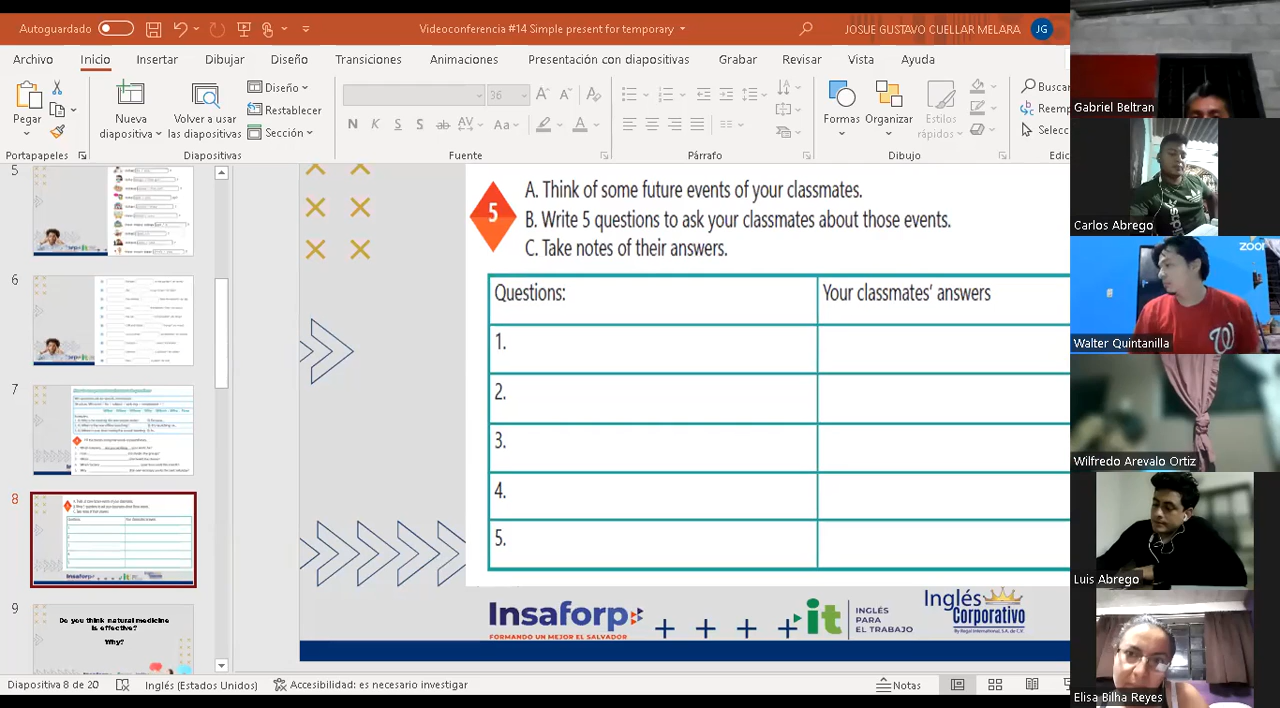 Autoguardado
Videoconferencia #14 Simple present for temporary
JOSUE GUSTAVO CUELLAR MELARA
JG
Archivo Inicio Insertar Dibujar Diseño Transiciones Animaciones Presentación con diapositivas Grabar Revisar Vista Ayuda
Pegar
Portapapeles
Nueva diapositiva
Volver a usar las diapositivas
Diseño
Restablecer
Sección
Diapositivas
36
N K S S ab AV Aa
Fuente
Párrafo
Formas
Organizar
Estilos rápidos
Dibujo
5
6
7
8
9
Do you think natural medicine
is effective?
Why?
5
A. Think of some future events of your classmates.
B. Write 5 questions to ask your classmates about those events.
C. Take notes of their answers.
Questions: Your classmates' answers
1.
2.
3.
4.
5.
Insaforp
FORMANDO UN MEJOR EL SALVADOR
it
INGLÉS
PARA
EL TRABAJO
Inglés
Corporativo
Gabriel Beltran
Carlos Abrego
zoom
W
Walter Quintanilla
Wilfredo Arevalo Ortiz
Luis Abrego
Elisa Bilha Reyes
Diapositiva 8 de 20
Inglés (Estados Unidos)
Accesibilidad: es necesario investigar
Notas